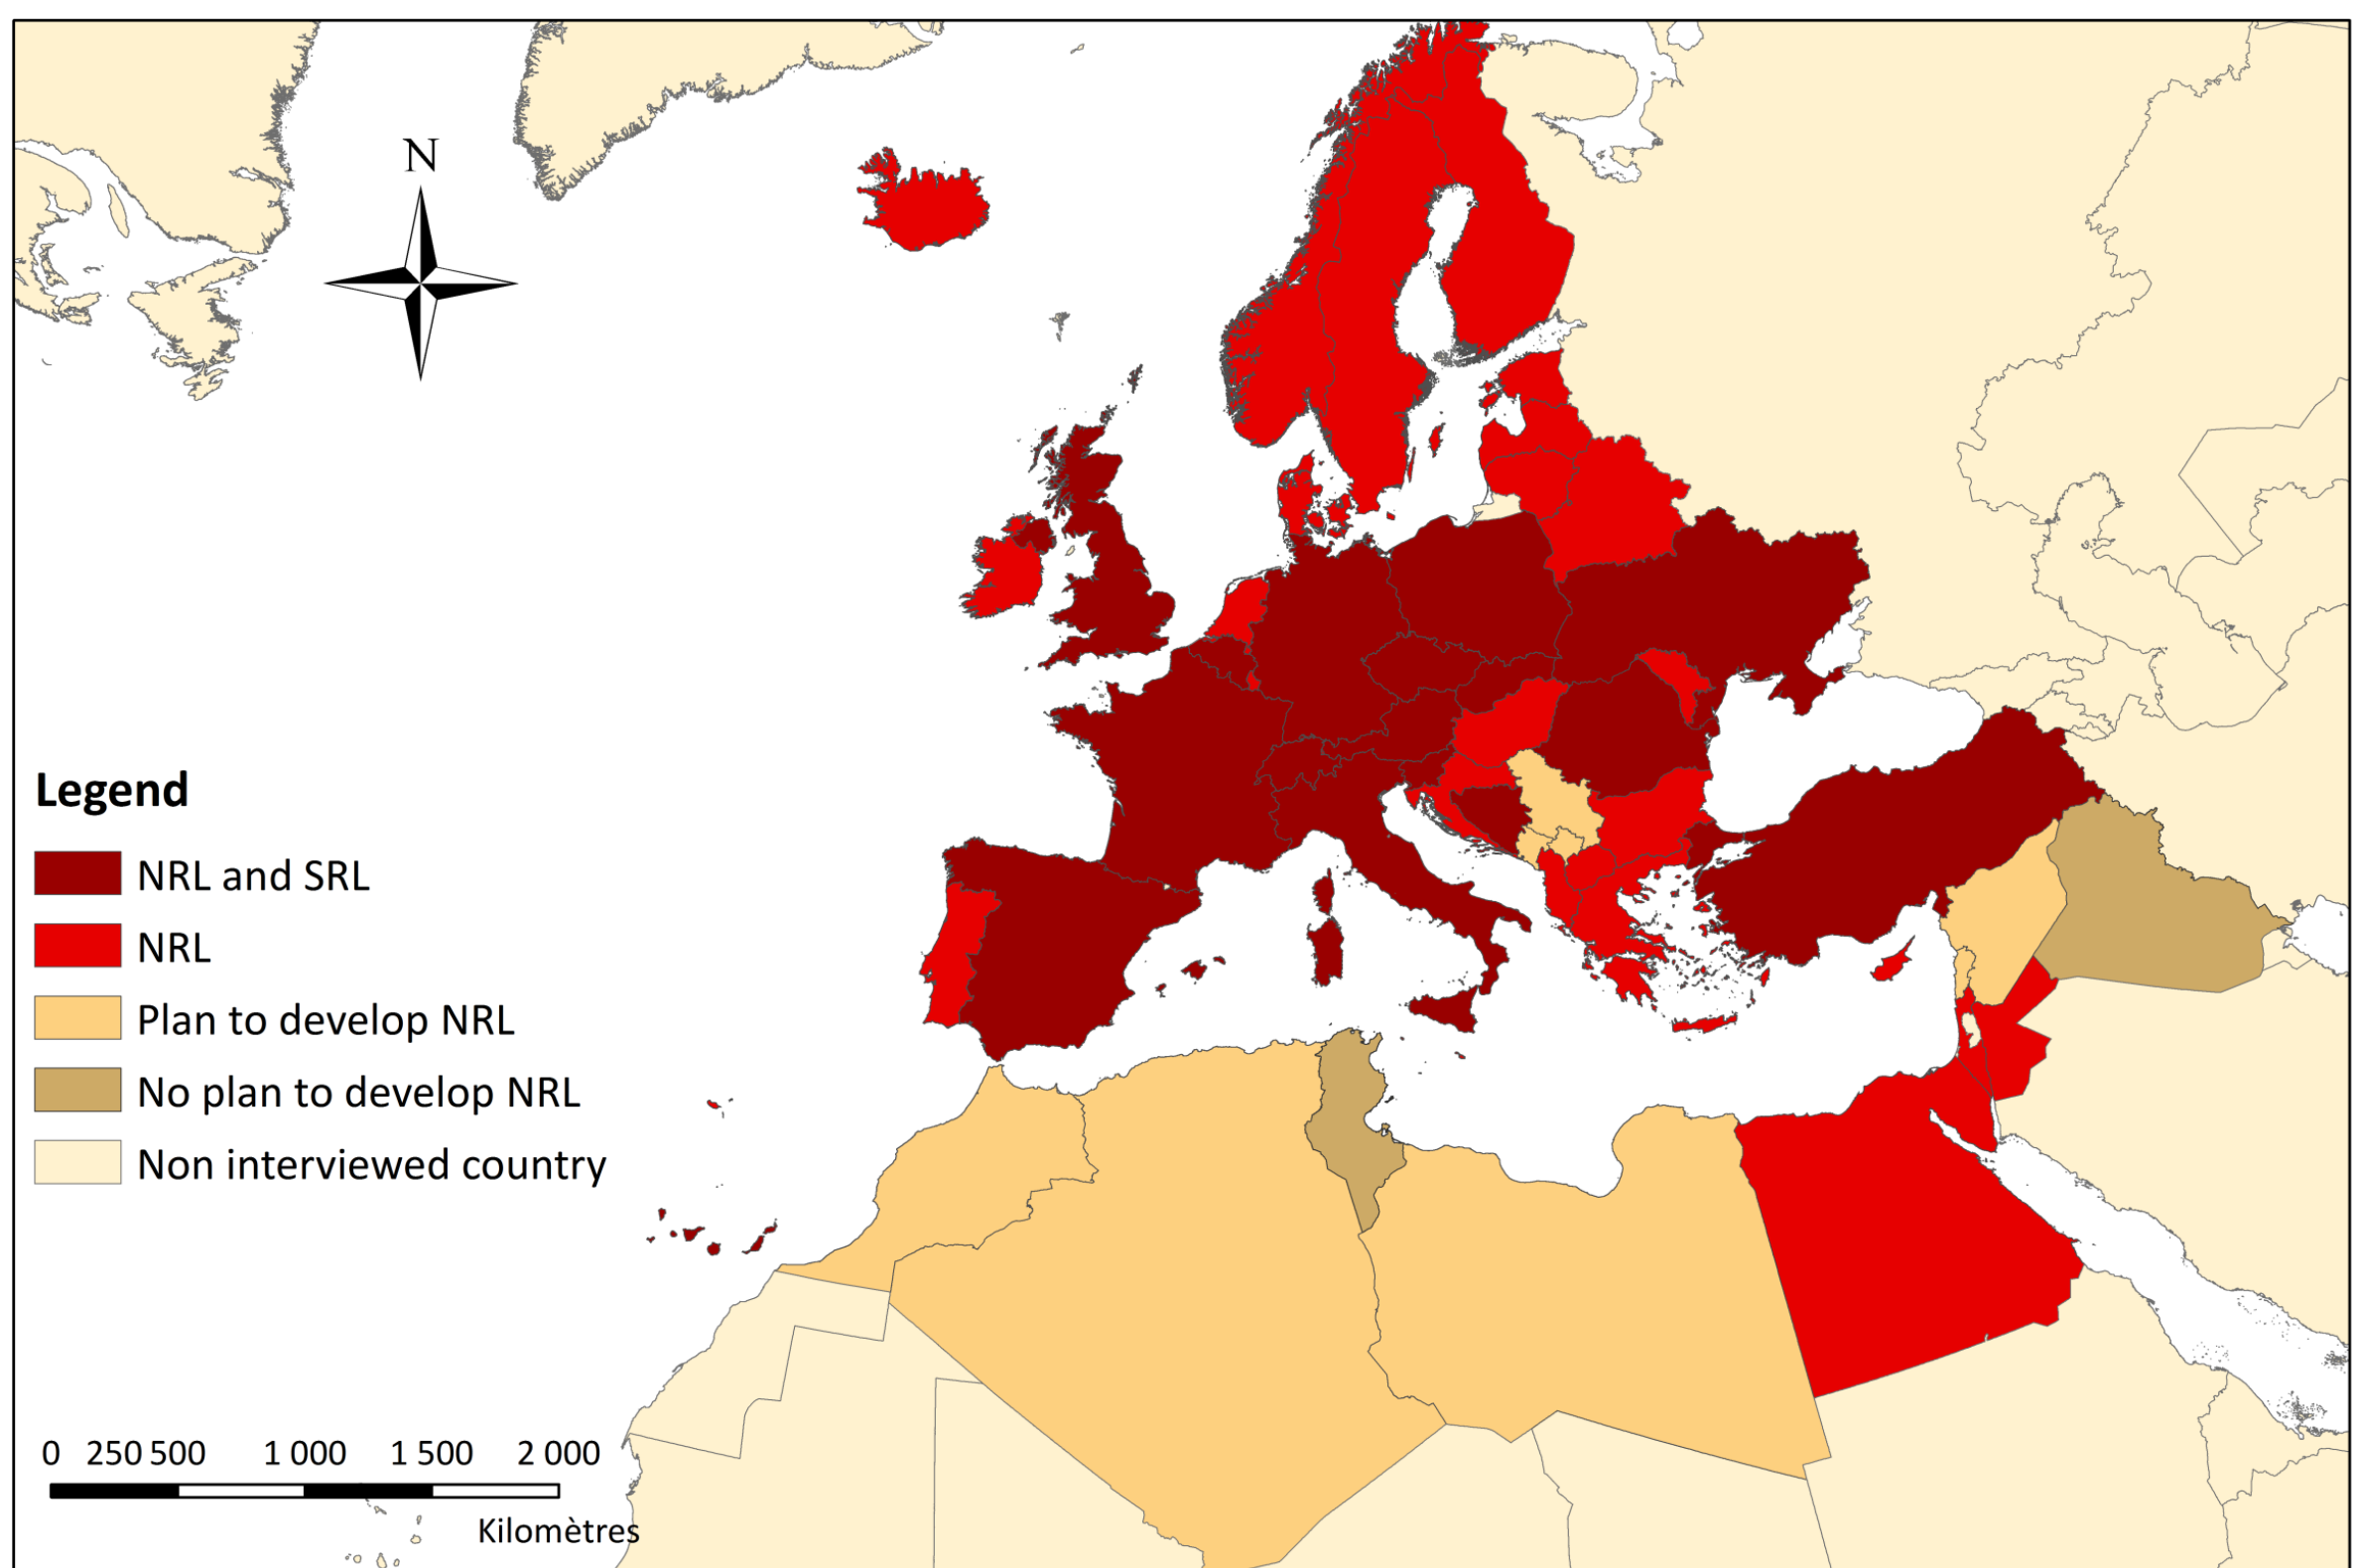 N
Legend
NRL and SRL
NRL
Plan to develop NRL
No plan to develop NRL
Non interviewed country
0 250 500 1 000 1 500 2 000
Kilomètres